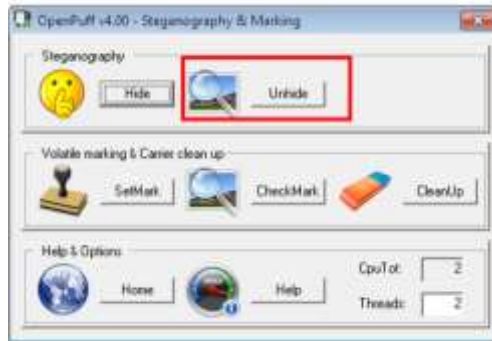 OpenPuff v4.00 - Steganography & Marking
Steganography
Hide
Unhide
Volatile marking & Carrier clean up
SetMark
CheckMark
CleanUp
Help & Options
Home
Help
CpuTot: 2
Threads: 2